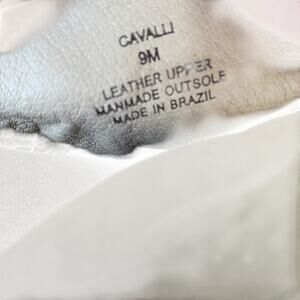 CAVALLI
9M
LEATHER UPPER
MANMADE OUTSOLE
MADE IN BRAZIL